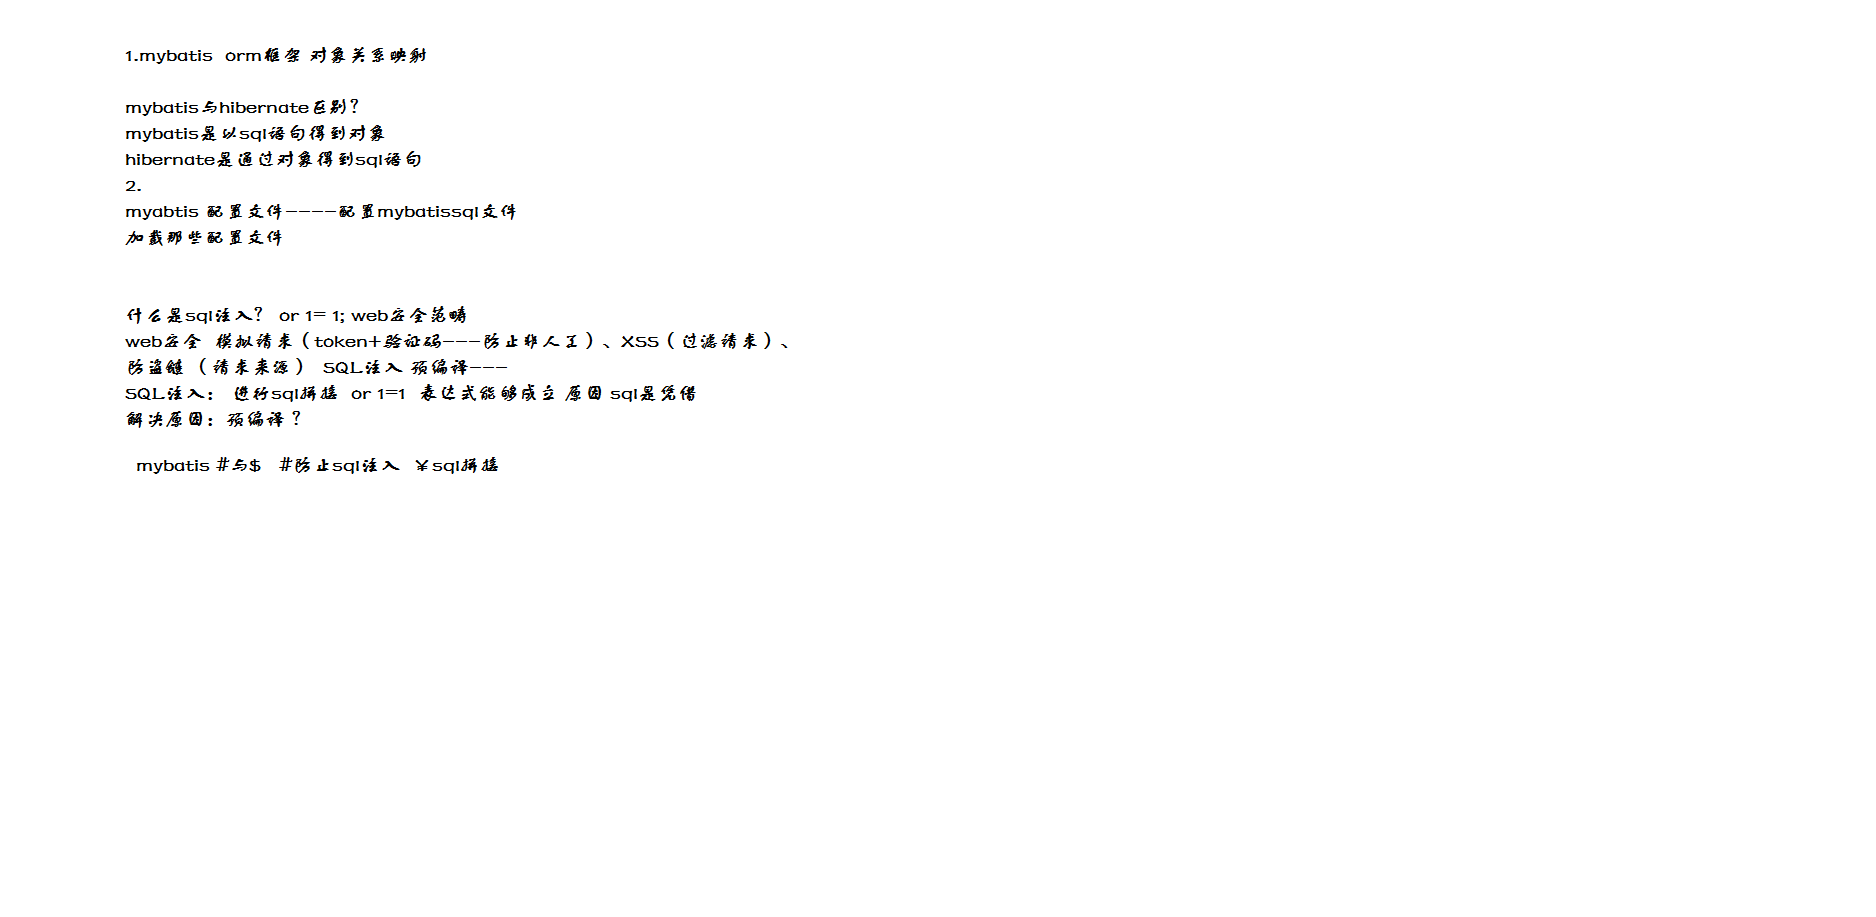 1.mybatis orm框架 对象关系映射
mybatis与hibernate区别？
mybatis是以sql语句得到对象
hibernate是通过对象得到sql语句
2.
myabtis 配置文件----配置mybatissql文件
加载那些配置文件
什么是sql注入？ or 1= 1; web安全范畴
web安全 模拟请求（token+验证码---防止非人工）、XSS（过滤请求）、
防盗链 （请求来源） SQL注入 预编译---
SQL注入： 进行sql拼接 or 1=1 表达式能够成立 原因 sql是凭借
解决原因：预编译？
mybatis #与$ #防止sql注入 ￥sql拼接